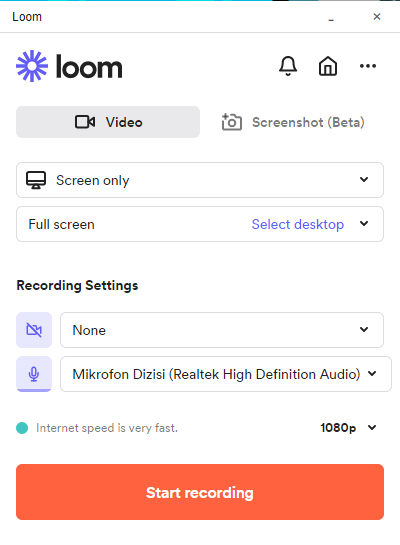 Loom
loom
Video
Screenshot (Beta)
Screen only
Full screen
Select desktop
Recording Settings
None
Mikrofon Dizisi (Realtek High Definition Audio)
Internet speed is very fast.
1080p
Start recording